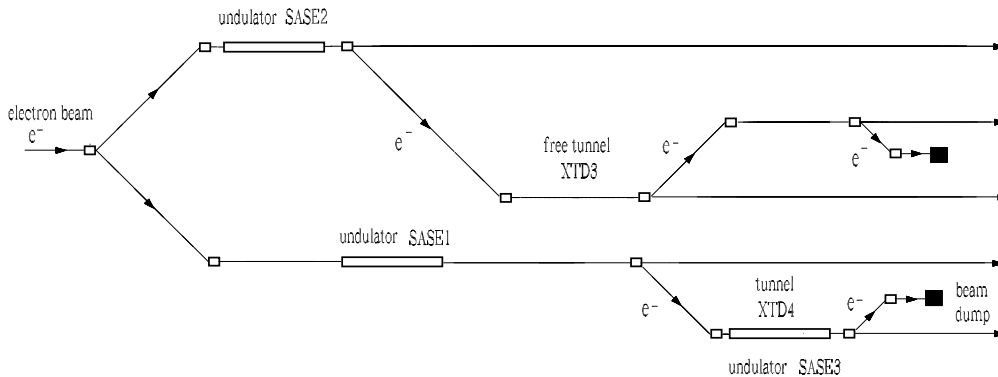 undulator SASE2
electron beam
e⁻
e⁻
free tunnel
XTD3
e⁻
e⁻
undulator SASE1
e⁻
tunnel
XTD4
e⁻
beam
dump
undulator SASE3